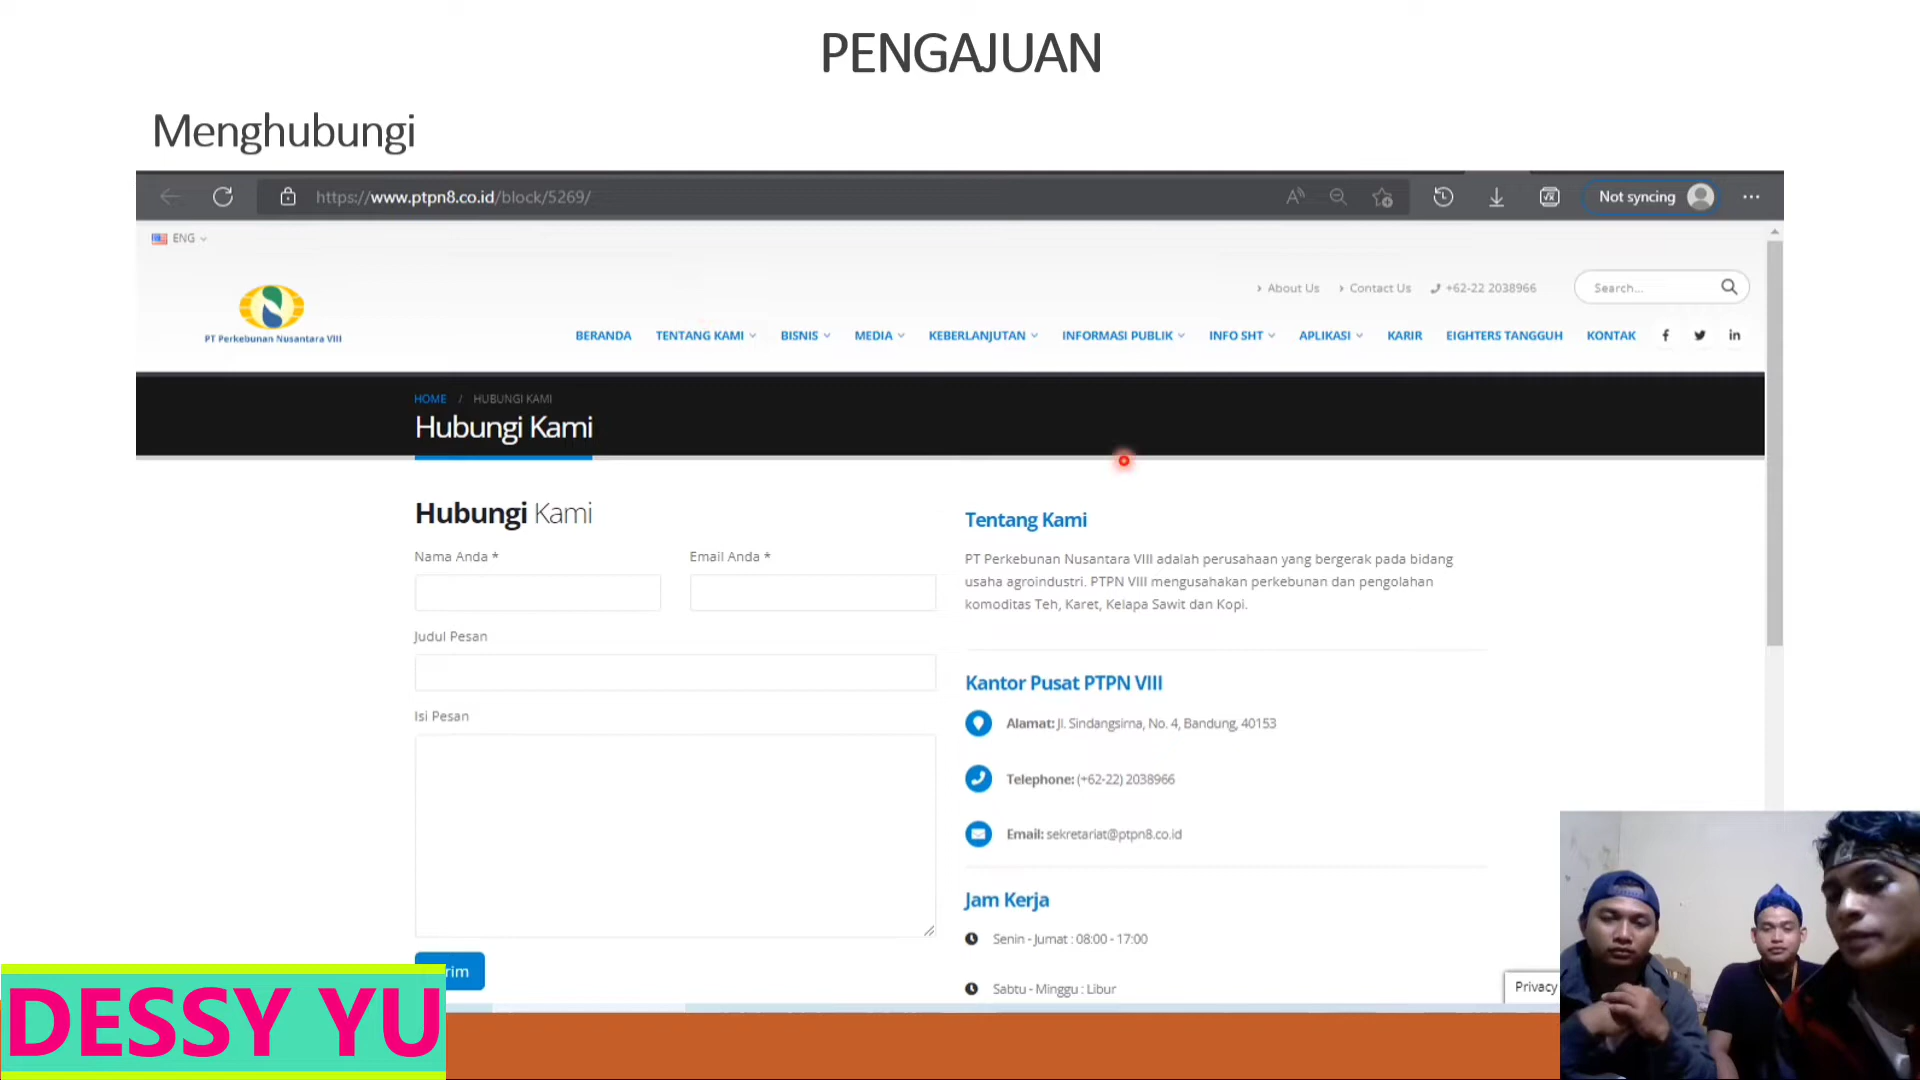 PENGAJUAN
Menghubungi
https://www.ptpn8.co.id/block/5269/
Not syncing
ENG
About Us
Contact Us
+62-22 2038966
Search...
PT Perkebunan Nusantara VIII
BERANDA TENTANG KAMI BISNIS MEDIA KEBERLANJUTAN INFORMASI PUBLIK INFO SHT APLIKASI KARIR EIGHTERS TANGGUH KONTAK
HOME / HUBUNGI KAMI
Hubungi Kami
Hubungi Kami
Nama Anda *
Email Anda *
Judul Pesan
Isi Pesan
rim
Tentang Kami
PT Perkebunan Nusantara VIII adalah perusahaan yang bergerak pada bidang
usaha agroindustri. PTPN VIII mengusahakan perkebunan dan pengolahan
komoditas Teh, Karet, Kelapa Sawit dan Kopi.
Kantor Pusat PTPN VIII
Alamat: Jl. Sindangsirna, No. 4, Bandung, 40153
Telephone: (+62-22) 2038966
Email: sekretariat@ptpn8.co.id
Jam Kerja
Senin - Jumat : 08:00 - 17:00
Sabtu - Minggu : Libur
Privacy
DESSY YU